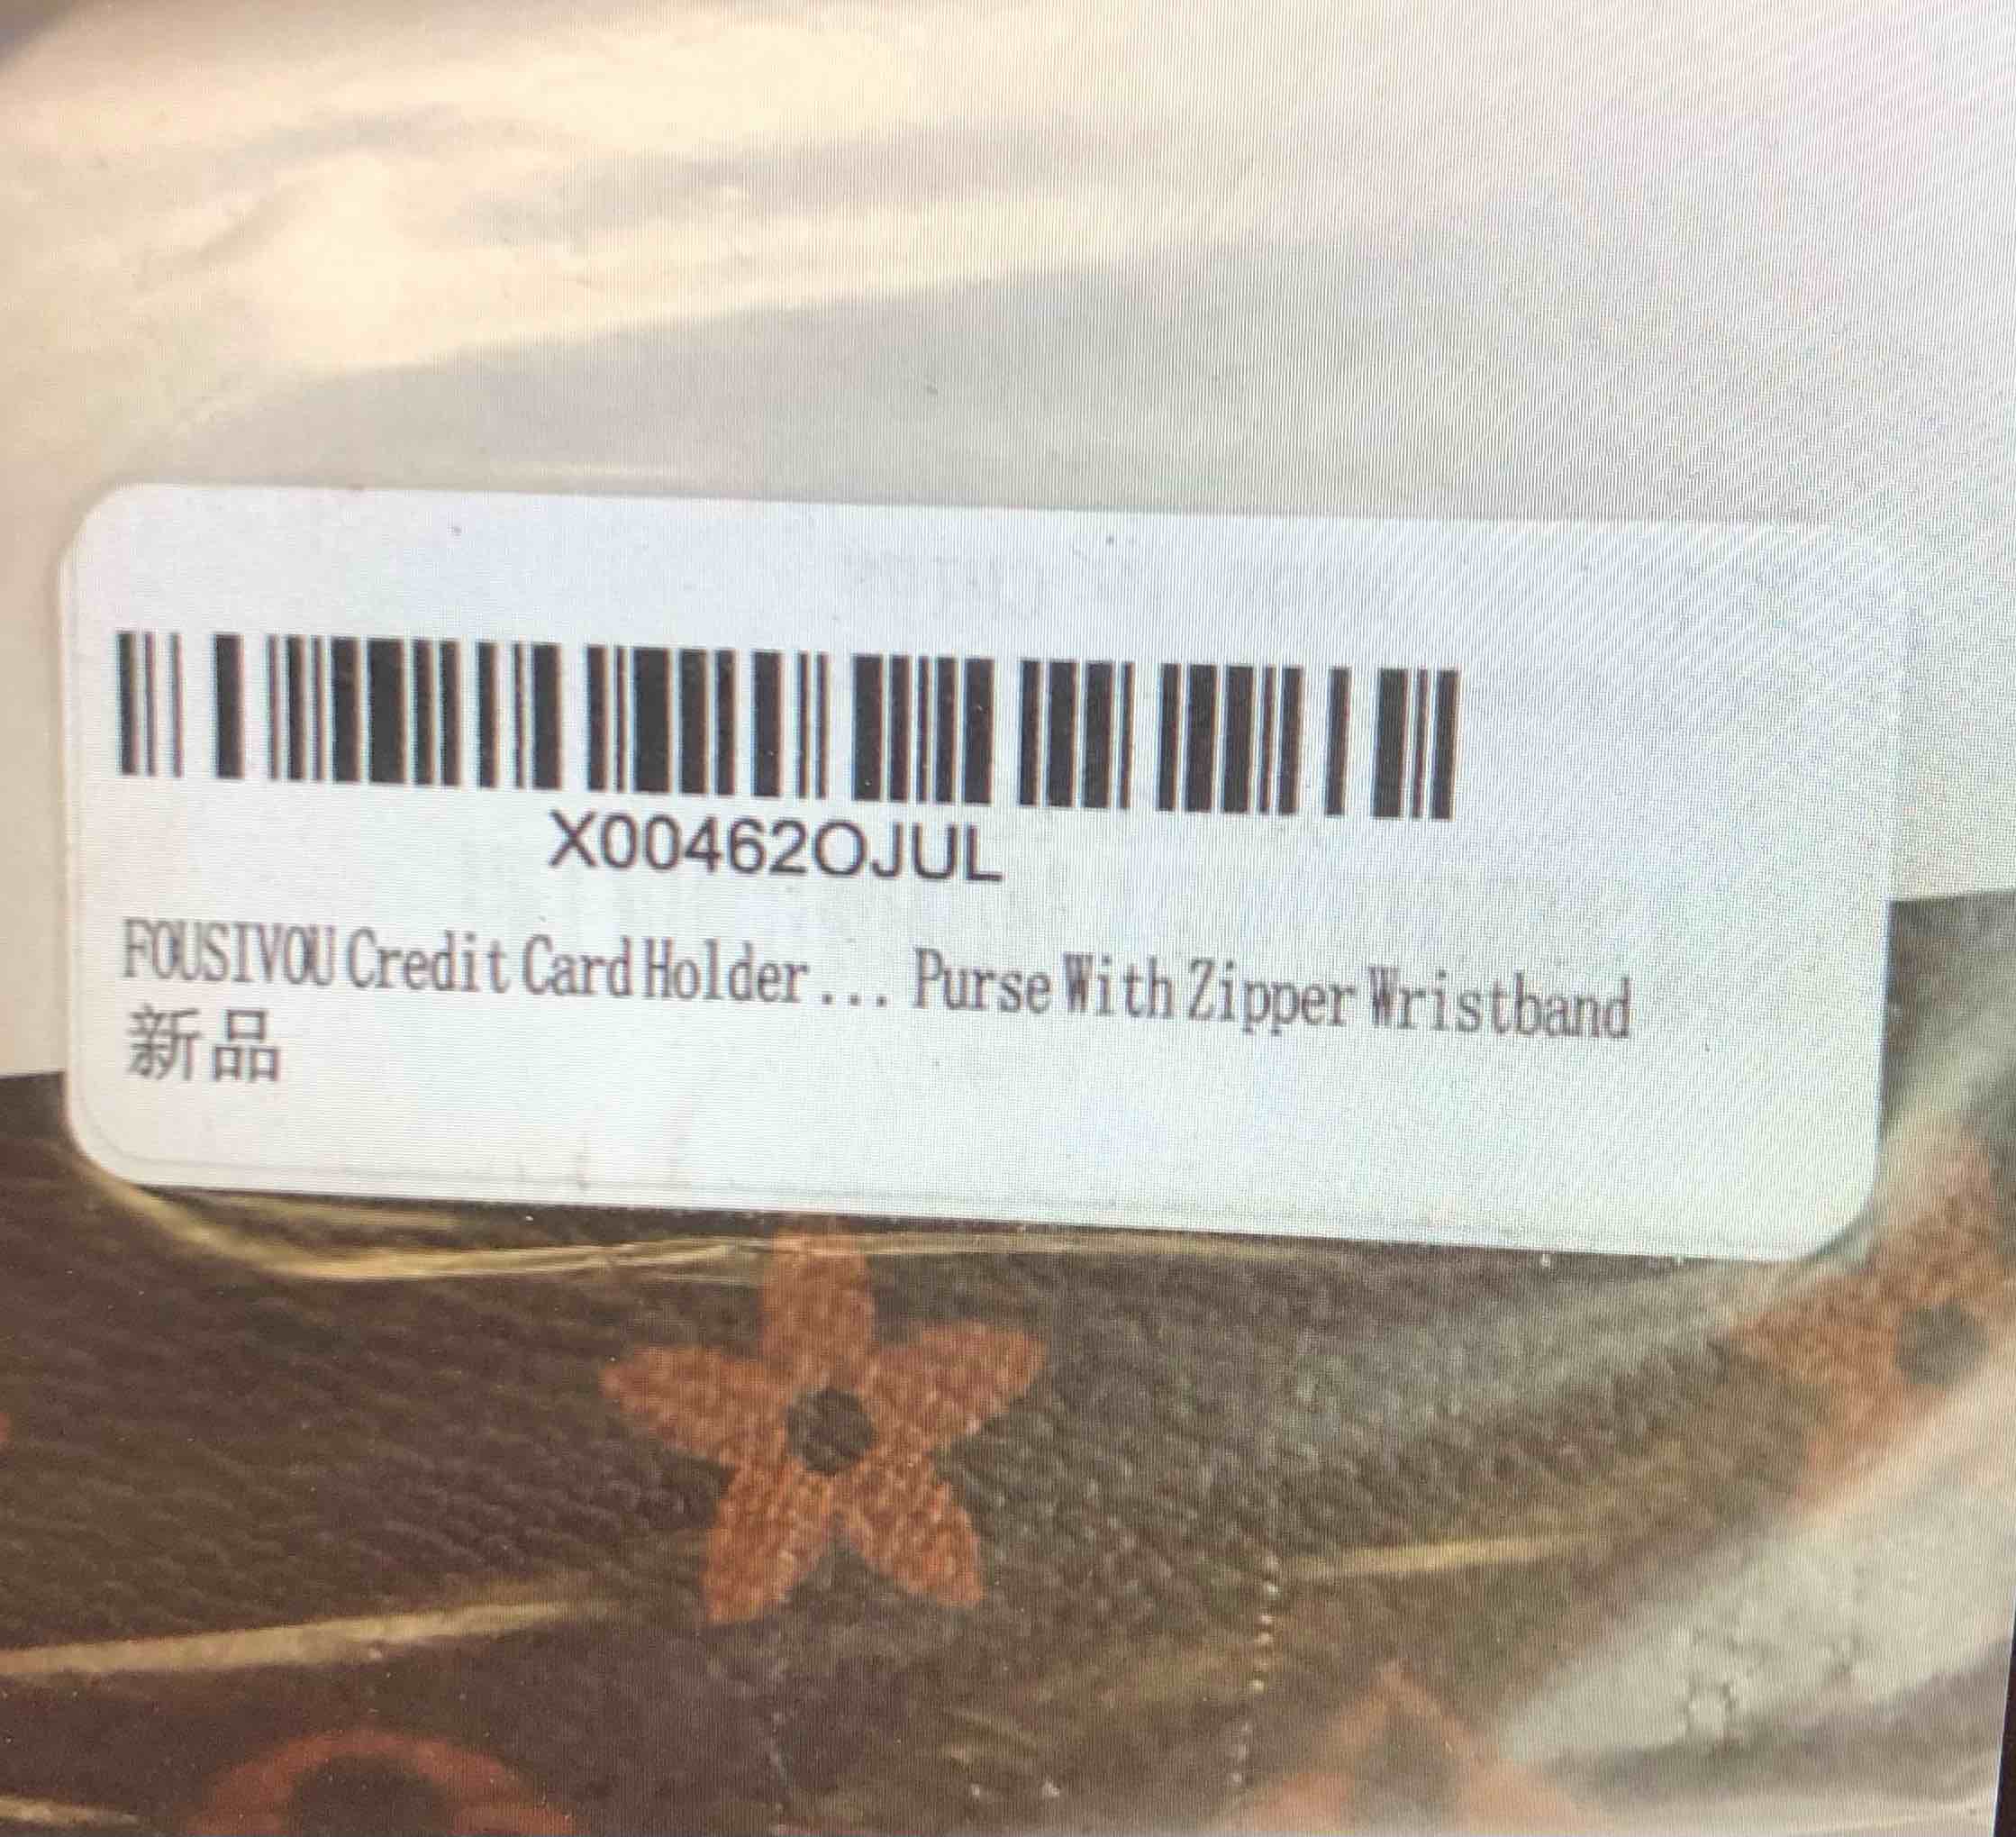 X00462OJUL
FOUSIVOU Credit Card Holder ... Purse With Zipper Wristband
新品